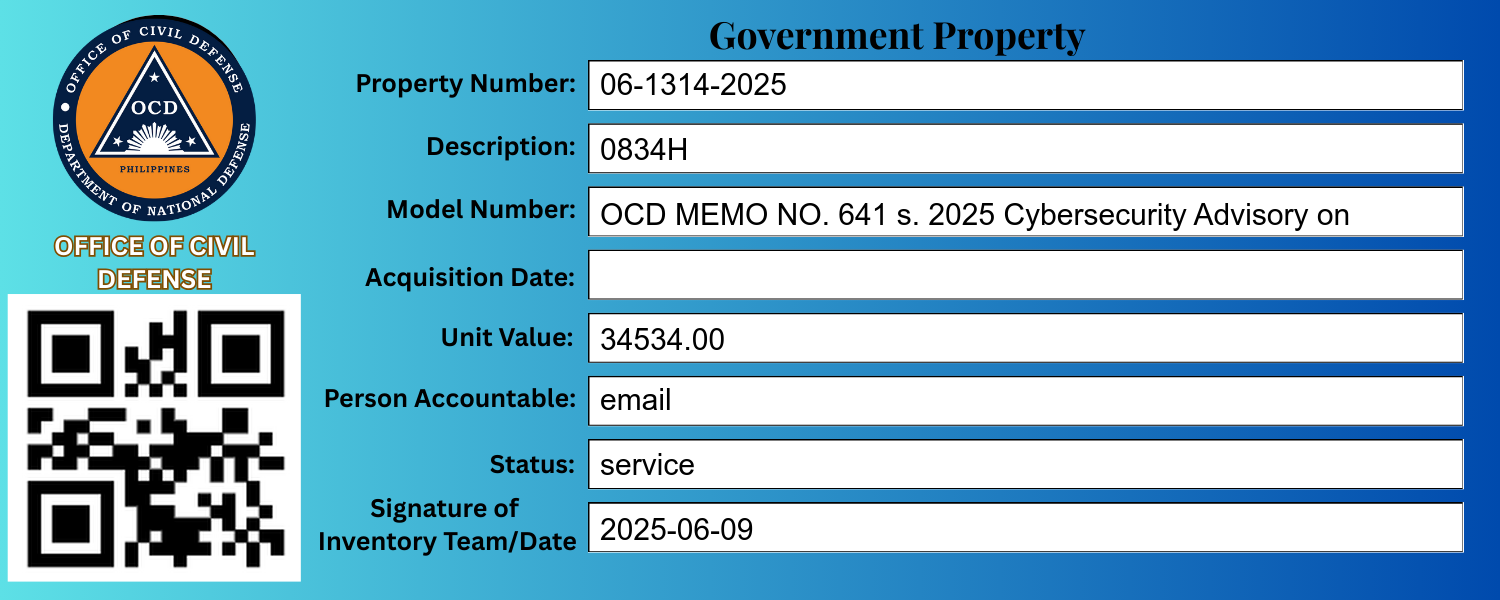 OFFICE OF CIVIL DEFENSE
DEPARTMENT OF NATIONAL DEFENSE
OCD
PHILIPPINES
OFFICE OF CIVIL
DEFENSE
Government Property
Property Number: 06-1314-2025
Description: 0834H
Model Number: OCD MEMO NO. 641 s. 2025 Cybersecurity Advisory on
Acquisition Date:
Unit Value: 34534.00
Person Accountable: email
Status: service
Signature of
Inventory Team/Date 2025-06-09